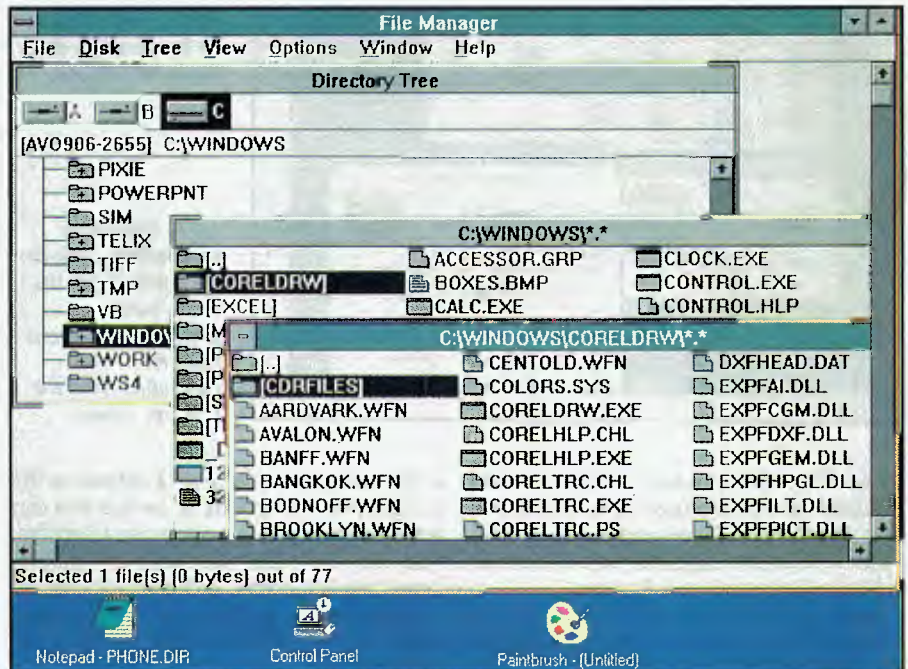 File Manager
File Disk Tree View Options Window Help
Directory Tree
A B C
[AVO906-2655] C:\WINDOWS
PIXIE
POWERPNT
SIM
TELIX
TIFF
TMP
VB
WINDOW
WORK
WS4
C:\WINDOWS\*.*
[..] ACCESSOR.GRP CLOCK.EXE
[CORELDRW] BOXES.BMP CONTROL.EXE
[EXCEL] CALC.EXE CONTROL.HLP
[M
[P
[P
[S
[T
12
32
C:\WINDOWS\CORELDRW\*.*
[..] CENTOLD.WFN DXFHEAD.DAT
[CDRFILES] COLORS.SYS EXPFAI.DLL
AARDVARK.WFN CORELDRW.EXE EXPFCGM.DLL
AVALON.WFN CORELHLP.CHL EXPFDXF.DLL
BANFF.WFN CORELHLP.EXE EXPFGEM.DLL
BANGKOK.WFN CORELTRC.CHL EXPFHPGL.DLL
BODNOFF.WFN CORELTRC.EXE EXPFILT.DLL
BROOKLYN.WFN CORELTRC.PS EXPFPICT.DLL
Selected 1 file(s) (0 bytes) out of 77
Notepad - PHONE.DIR Control Panel Paintbrush - (Untitled)